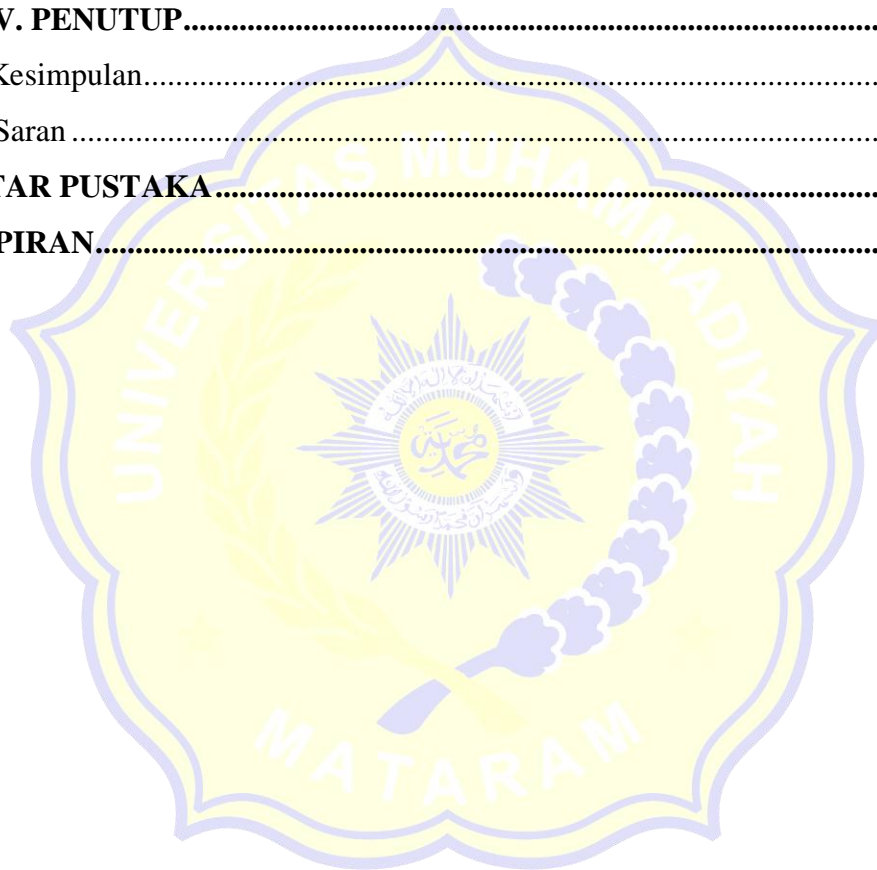 V. PENUTUP..........................................................................................
Kesimpulan...........................................................................................
Saran ....................................................................................................
TAR PUSTAKA...................................................................................
PIRAN..................................................................................................
UNIVERSITAS MUHAMMADIYAH
MATARAM